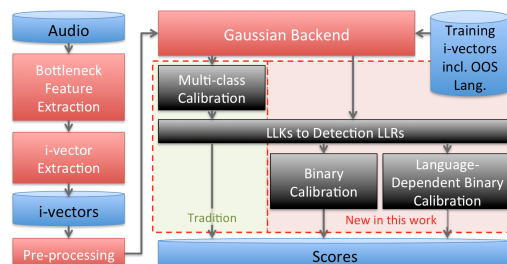 Audio
Bottleneck
Feature
Extraction
i-vector
Extraction
i-vectors
Pre-processing
Gaussian Backend
Training
i-vectors
incl. OOS
Lang.
Multi-class
Calibration
LLKs to Detection LLRs
Binary
Calibration
Language-
Dependent Binary
Calibration
Tradition
New in this work
Scores